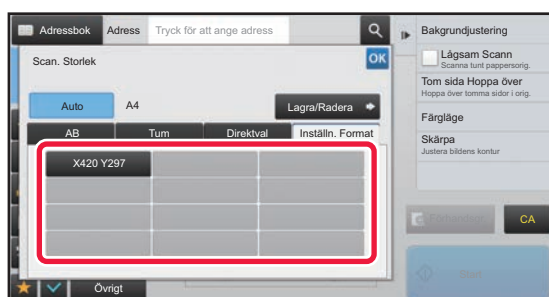 Adressbok Adress Tryck för att ange adress
Scan. Storlek OK
Auto A4 Lagra/Radera
AB Tum Direktval Inställn. Format
X420 Y297
Övrigt
Bakgrundjustering
Lågsam Scann
Scanna tunt pappersorig.
Tom sida Hoppa över
Hoppa över tomma sidor i orig.
Färgläge
Skärpa
Justera bildens kontur
CA
Start